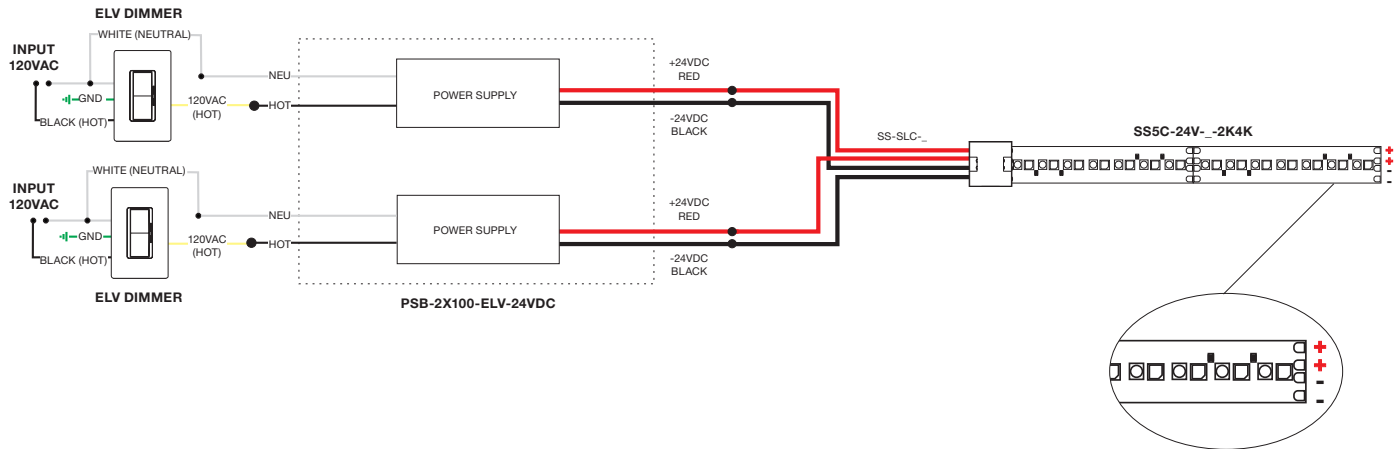 ELV DIMMER
WHITE (NEUTRAL)
INPUT
120VAC
GND
BLACK (HOT)
120VAC
(HOT)
NEU
HOT
POWER SUPPLY
+24VDC
RED
-24VDC
BLACK
SS-SLC-_
SS5C-24V-_-2K4K
+
+
-
-
WHITE (NEUTRAL)
INPUT
120VAC
GND
BLACK (HOT)
120VAC
(HOT)
NEU
HOT
POWER SUPPLY
+24VDC
RED
-24VDC
BLACK
ELV DIMMER
PSB-2X100-ELV-24VDC
+
+
-
-